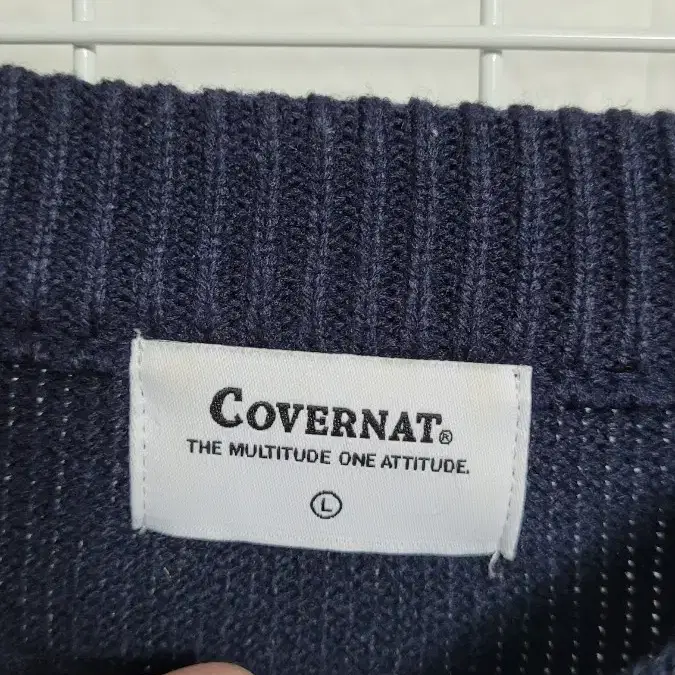 COVERNAT®
THE MULTITUDE ONE ATTITUDE.
L